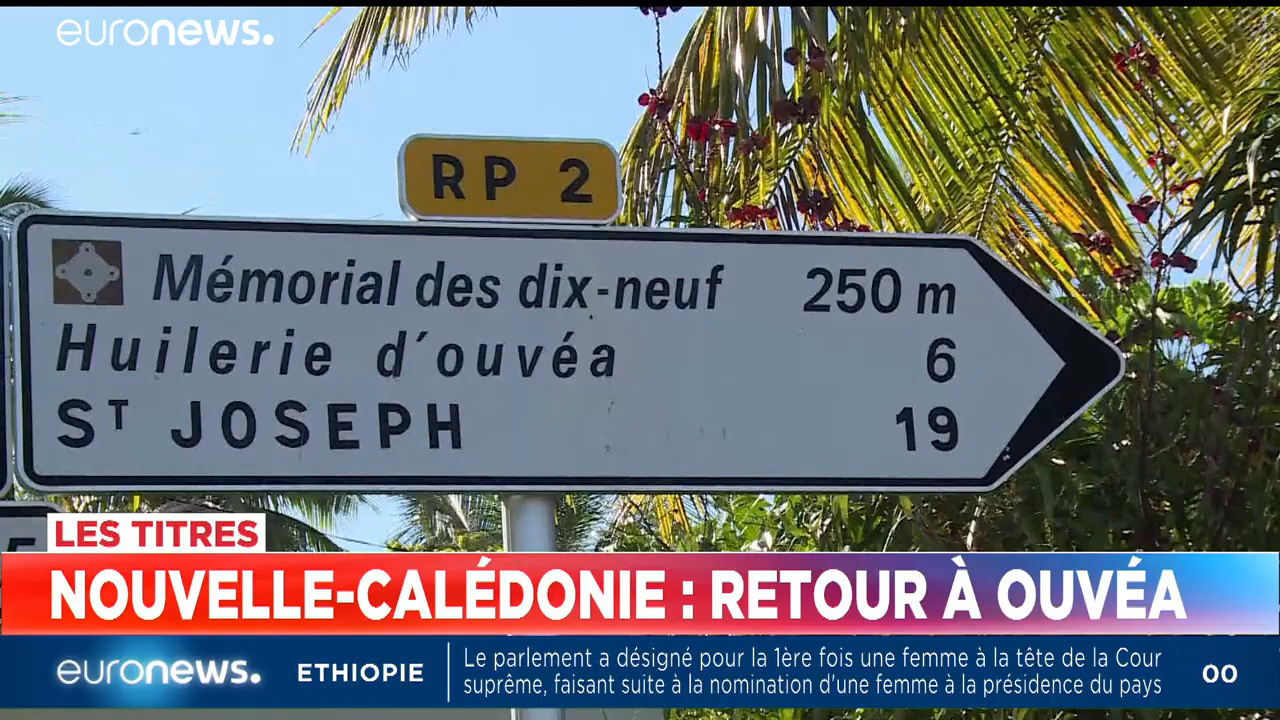 euronews.
RP 2
Mémorial des dix-neuf 250 m
Huilerie d'ouvéa 6
ST JOSEPH 19
LES TITRES
NOUVELLE-CALÉDONIE : RETOUR À OUVÉA
euronews. ETHIOPIE
Le parlement a désigné pour la 1ère fois une femme à la tête de la Cour
suprême, faisant suite à la nomination d'une femme à la présidence du pays
00